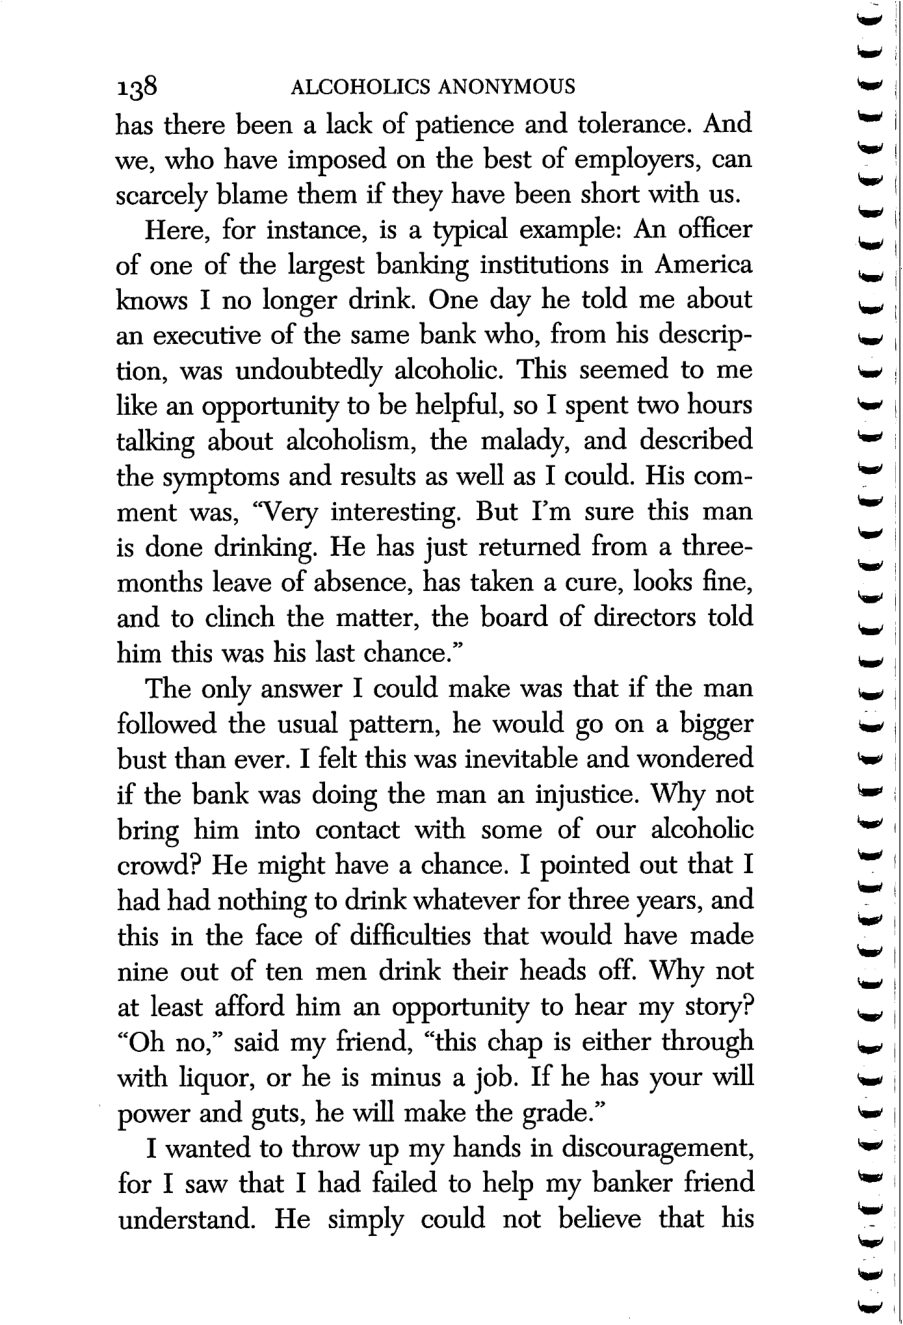 138 ALCOHOLICS ANONYMOUS
has there been a lack of patience and tolerance. And
we, who have imposed on the best of employers, can
scarcely blame them if they have been short with us.
Here, for instance, is a typical example: An officer
of one of the largest banking institutions in America
knows I no longer drink. One day he told me about
an executive of the same bank who, from his descrip-
tion, was undoubtedly alcoholic. This seemed to me
like an opportunity to be helpful, so I spent two hours
talking about alcoholism, the malady, and described
the symptoms and results as well as I could. His com-
ment was, “Very interesting. But I’m sure this man
is done drinking. He has just returned from a three-
months leave of absence, has taken a cure, looks fine,
and to clinch the matter, the board of directors told
him this was his last chance.”
The only answer I could make was that if the man
followed the usual pattern, he would go on a bigger
bust than ever. I felt this was inevitable and wondered
if the bank was doing the man an injustice. Why not
bring him into contact with some of our alcoholic
crowd? He might have a chance. I pointed out that I
had had nothing to drink whatever for three years, and
this in the face of difficulties that would have made
nine out of ten men drink their heads off. Why not
at least afford him an opportunity to hear my story?
“Oh no,” said my friend, “this chap is either through
with liquor, or he is minus a job. If he has your will
power and guts, he will make the grade.”
I wanted to throw up my hands in discouragement,
for I saw that I had failed to help my banker friend
understand. He simply could not believe that his